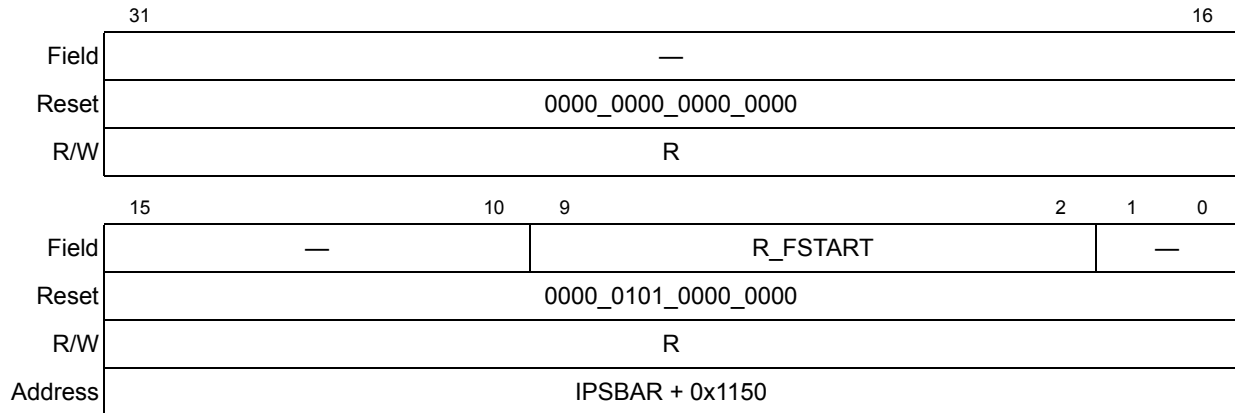 31 16
Field —
Reset 0000_0000_0000_0000
R/W R
15 10 9 2 1 0
Field — R_FSTART —
Reset 0000_0101_0000_0000
R/W R
Address IPSBAR + 0x1150